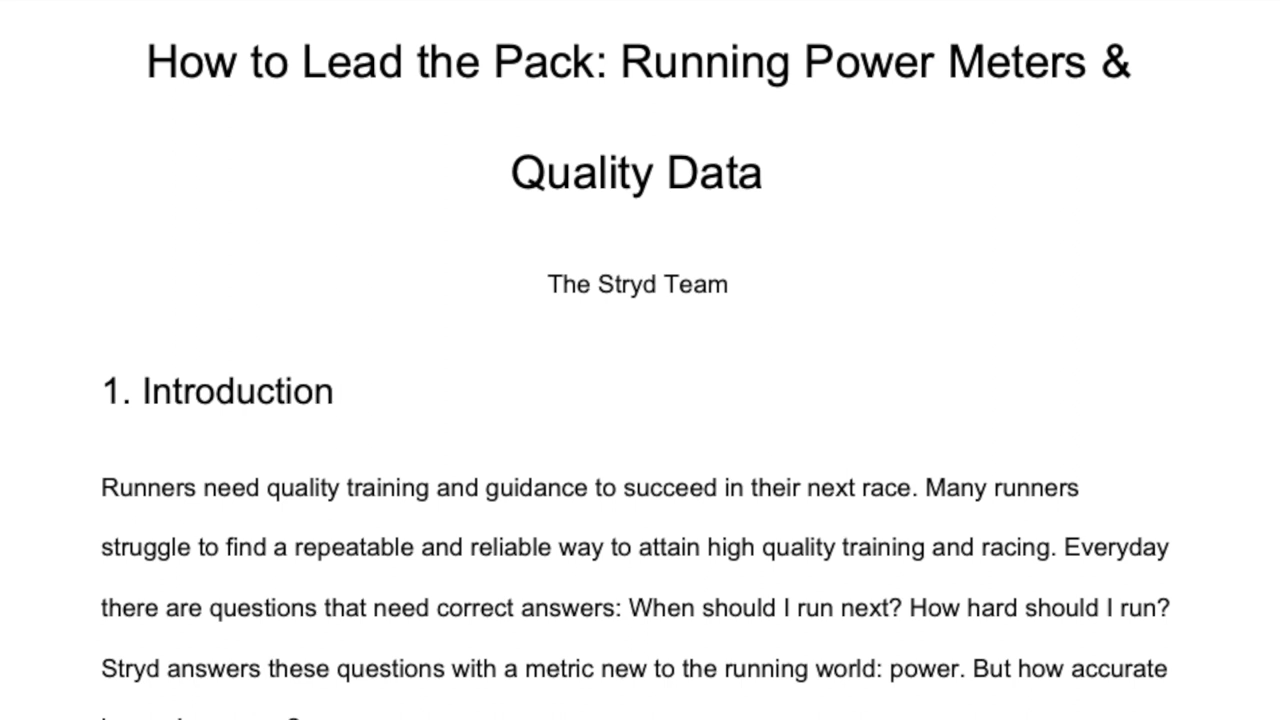 How to Lead the Pack: Running Power Meters &
Quality Data
The Stryd Team
1. Introduction
Runners need quality training and guidance to succeed in their next race. Many runners
struggle to find a repeatable and reliable way to attain high quality training and racing. Everyday
there are questions that need correct answers: When should I run next? How hard should I run?
Stryd answers these questions with a metric new to the running world: power. But how accurate